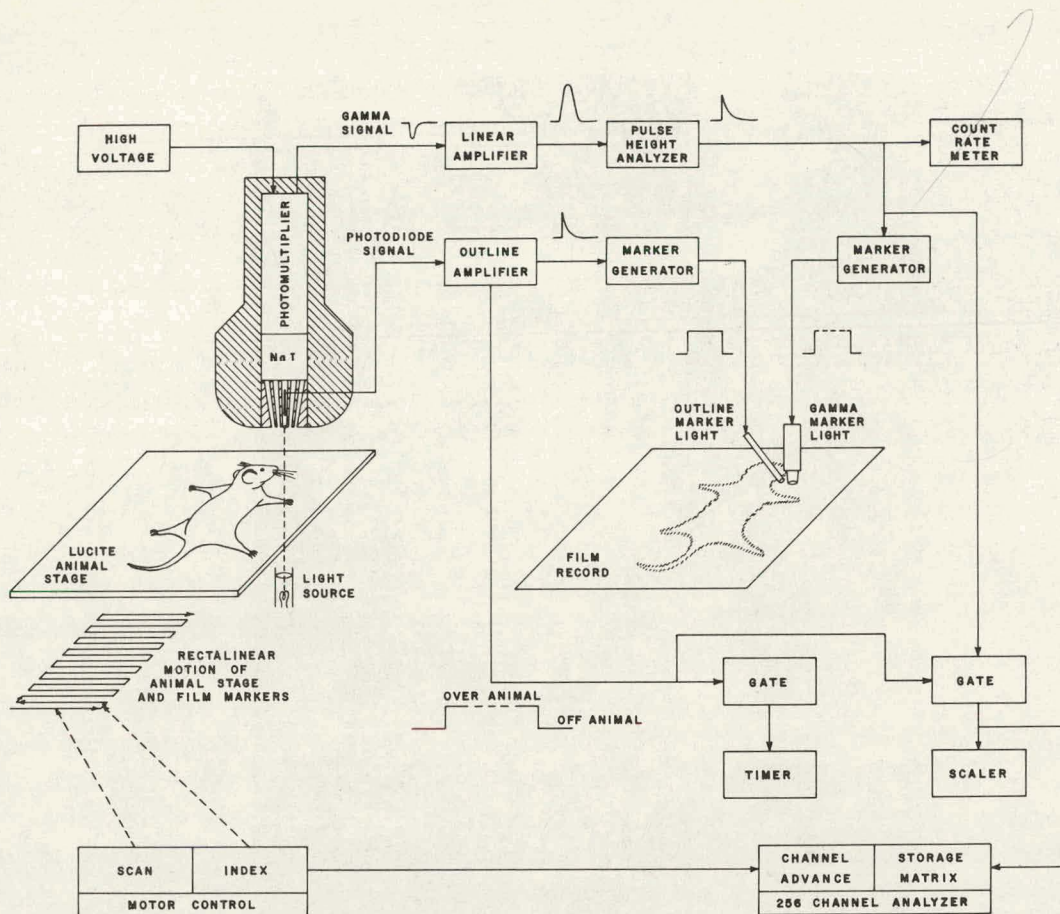 HIGH
VOLTAGE
GAMMA
SIGNAL
LINEAR
AMPLIFIER
PULSE
HEIGHT
ANALYZER
COUNT
RATE
METER
PHOTOMULTIPLIER
PHOTODIODE
SIGNAL
OUTLINE
AMPLIFIER
MARKER
GENERATOR
MARKER
GENERATOR
NaT
OUTLINE
MARKER
LIGHT
GAMMA
MARKER
LIGHT
LUCITE
ANIMAL
STAGE
LIGHT
SOURCE
FILM
RECORD
RECTALINEAR
MOTION OF
ANIMAL STAGE
AND FILM MARKERS
OVER ANIMAL
OFF ANIMAL
GATE
GATE
TIMER
SCALER
SCAN
INDEX
MOTOR CONTROL
CHANNEL
ADVANCE
STORAGE
MATRIX
256 CHANNEL ANALYZER